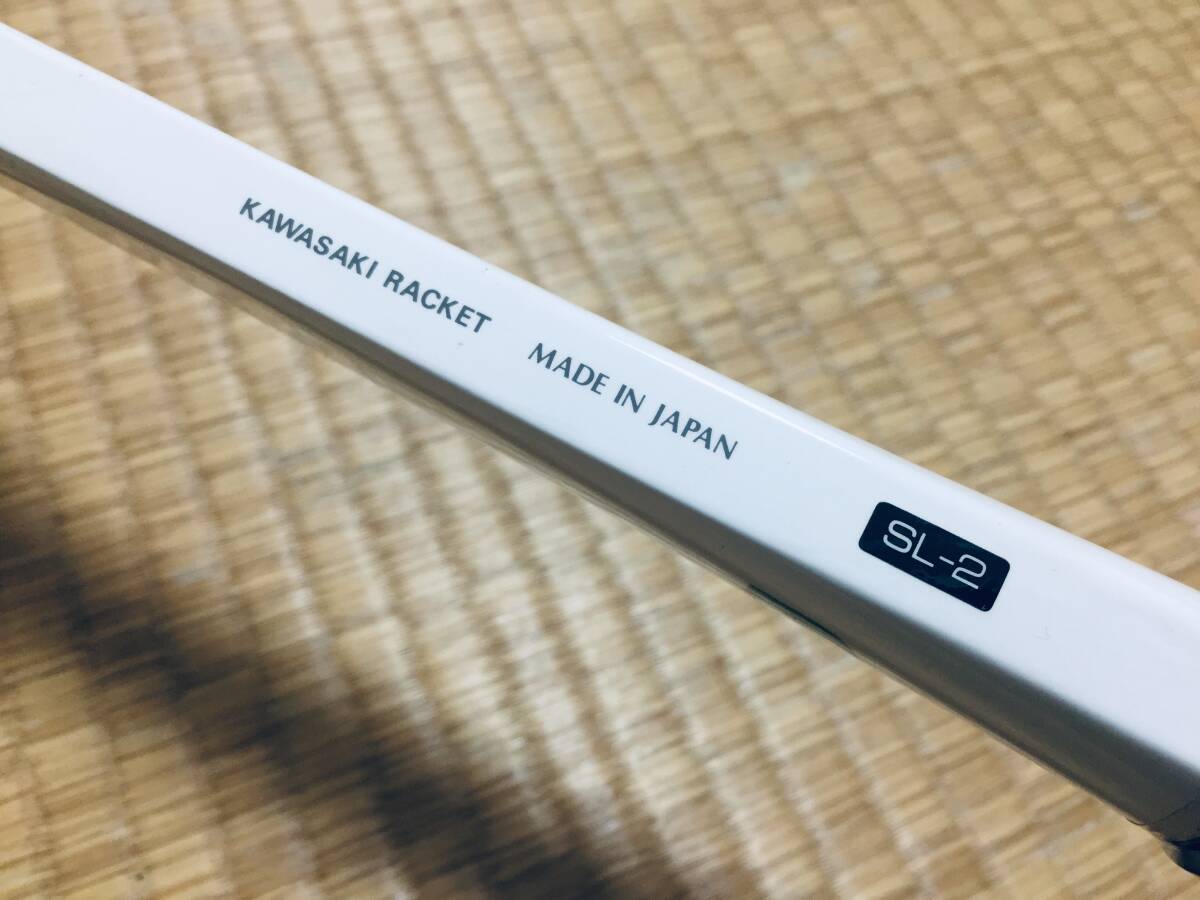 KAWASAKI RACKET MADE IN JAPAN
SL-2